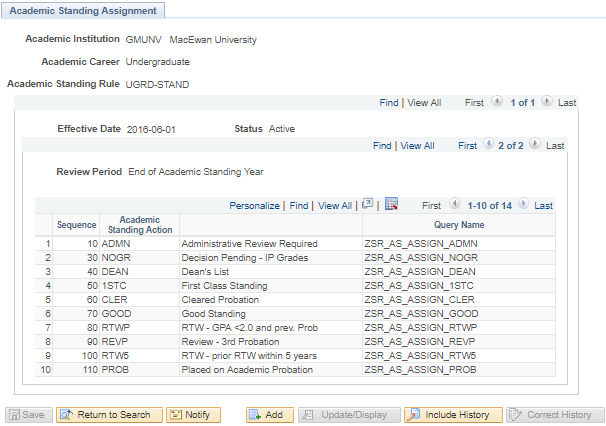 Academic Standing Assignment
Academic Institution GMUNV MacEwan University
Academic Career Undergraduate
Academic Standing Rule UGRD-STAND
Find | View All First 1 of 1 Last
Effective Date 2016-06-01 Status Active
Find | View All First 2 of 2 Last
Review Period End of Academic Standing Year
Personalize | Find | View All | | First 1-10 of 14 Last
Sequence Academic Standing Action Query Name
1 10 ADMN Administrative Review Required ZSR_AS_ASSIGN_ADMN
2 30 NOGR Decision Pending - IP Grades ZSR_AS_ASSIGN_NOGR
3 40 DEAN Dean's List ZSR_AS_ASSIGN_DEAN
4 50 1STC First Class Standing ZSR_AS_ASSIGN_1STC
5 60 CLER Cleared Probation ZSR_AS_ASSIGN_CLER
6 70 GOOD Good Standing ZSR_AS_ASSIGN_GOOD
7 80 RTWP RTW - GPA <2.0 and prev. Prob ZSR_AS_ASSIGN_RTWP
8 90 REVP Review - 3rd Probation ZSR_AS_ASSIGN_REVP
9 100 RTW5 RTW - prior RTW within 5 years ZSR_AS_ASSIGN_RTW5
10 110 PROB Placed on Academic Probation ZSR_AS_ASSIGN_PROB
Save Return to Search Notify Add Update/Display Include History Correct History